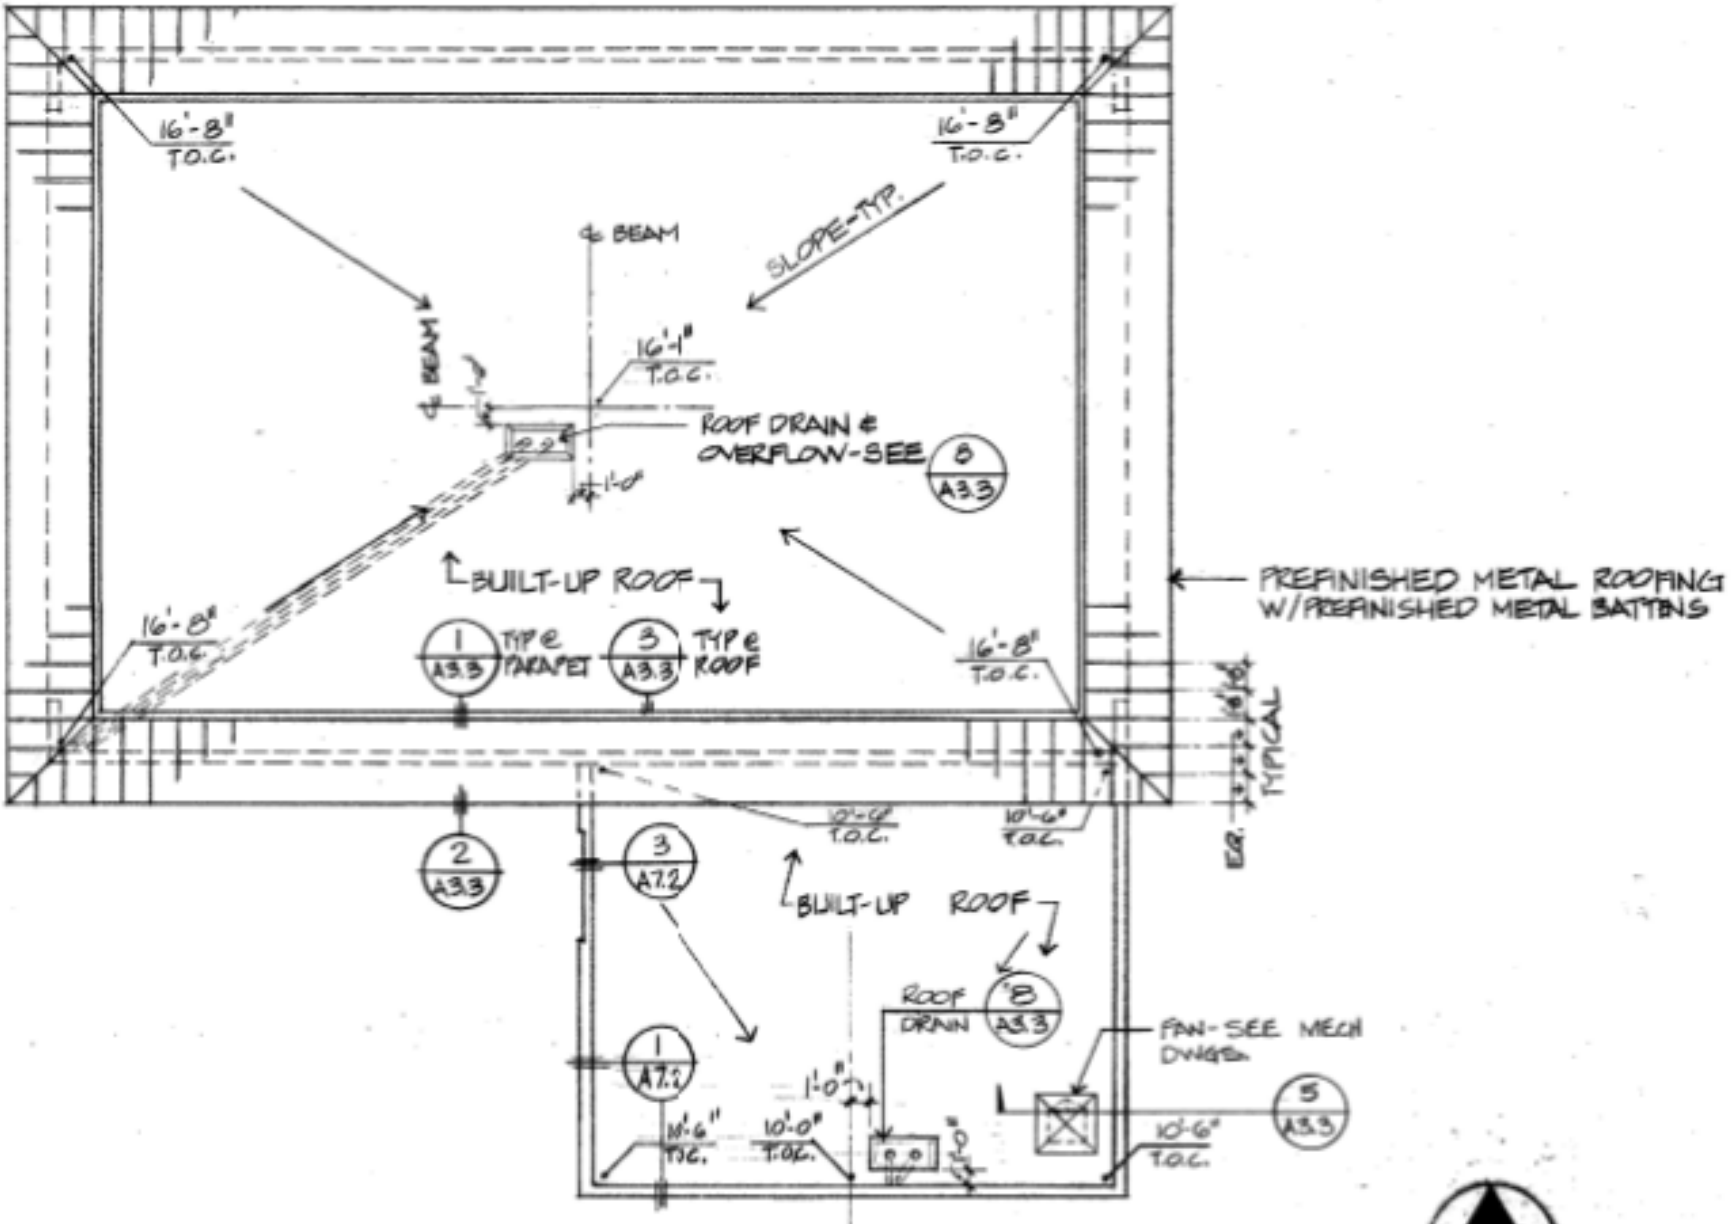 16'-8"
T.O.C.
16'-8"
T.O.C.
SLOPE-TYP.
℄ BEAM
℄ BEAM
16'-1"
T.O.C.
1'-0"
ROOF DRAIN &
OVERFLOW-SEE
8
A3.3
1'-0"
BUILT-UP ROOF
PREFINISHED METAL ROOFING
W/PREFINISHED METAL BATTENS
16'-8"
T.O.C.
1
A3.3
TYP @
PARAPET
3
A3.3
TYP @
ROOF
16'-8"
T.O.C.
TYPICAL
EQ.
10'-6"
T.O.C.
10'-6"
T.O.C.
2
A3.3
3
A7.2
BUILT-UP ROOF
ROOF
DRAIN
8
A3.3
FAN-SEE MECH
DWGS.
1
A7.2
1'-0"
5
A3.3
10'-6"
T.O.C.
10'-0"
T.O.C.
1'-0"
10'-6"
T.O.C.